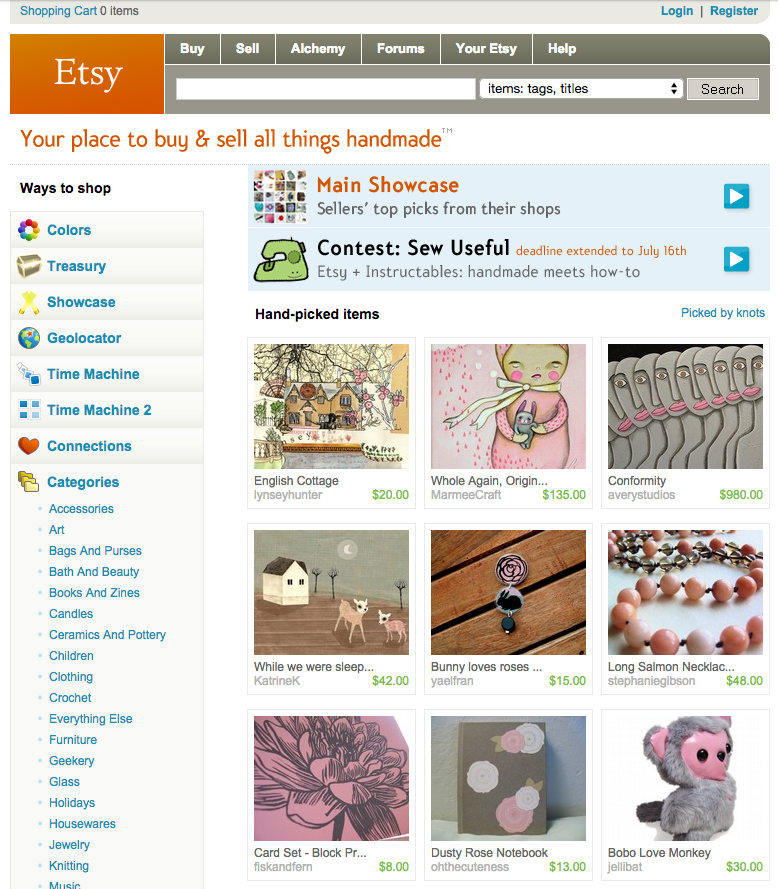 Shopping Cart 0 items
Login | Register
Etsy
Buy
Sell
Alchemy
Forums
Your Etsy
Help
items: tags, titles
Search
Your place to buy & sell all things handmade™
Ways to shop
Colors
Treasury
Showcase
Geolocator
Time Machine
Time Machine 2
Connections
Categories
Accessories
Art
Bags And Purses
Bath And Beauty
Books And Zines
Candles
Ceramics And Pottery
Children
Clothing
Crochet
Everything Else
Furniture
Geekery
Glass
Holidays
Housewares
Jewelry
Knitting
Music
Main Showcase
Sellers' top picks from their shops
Contest: Sew Useful deadline extended to July 16th
Etsy + Instructables: handmade meets how-to
Hand-picked items
Picked by knots
English Cottage
lynseyhunter $20.00
Whole Again, Origin...
MarmeeCraft $135.00
Conformity
averystudios $980.00
While we were sleep...
KatrineK $42.00
Bunny loves roses ...
yaelfran $15.00
Long Salmon Necklac...
stephaniegibson $48.00
Card Set - Block Pr...
fiskandfern $8.00
Dusty Rose Notebook
ohthecuteness $13.00
Bobo Love Monkey
jellibat $30.00